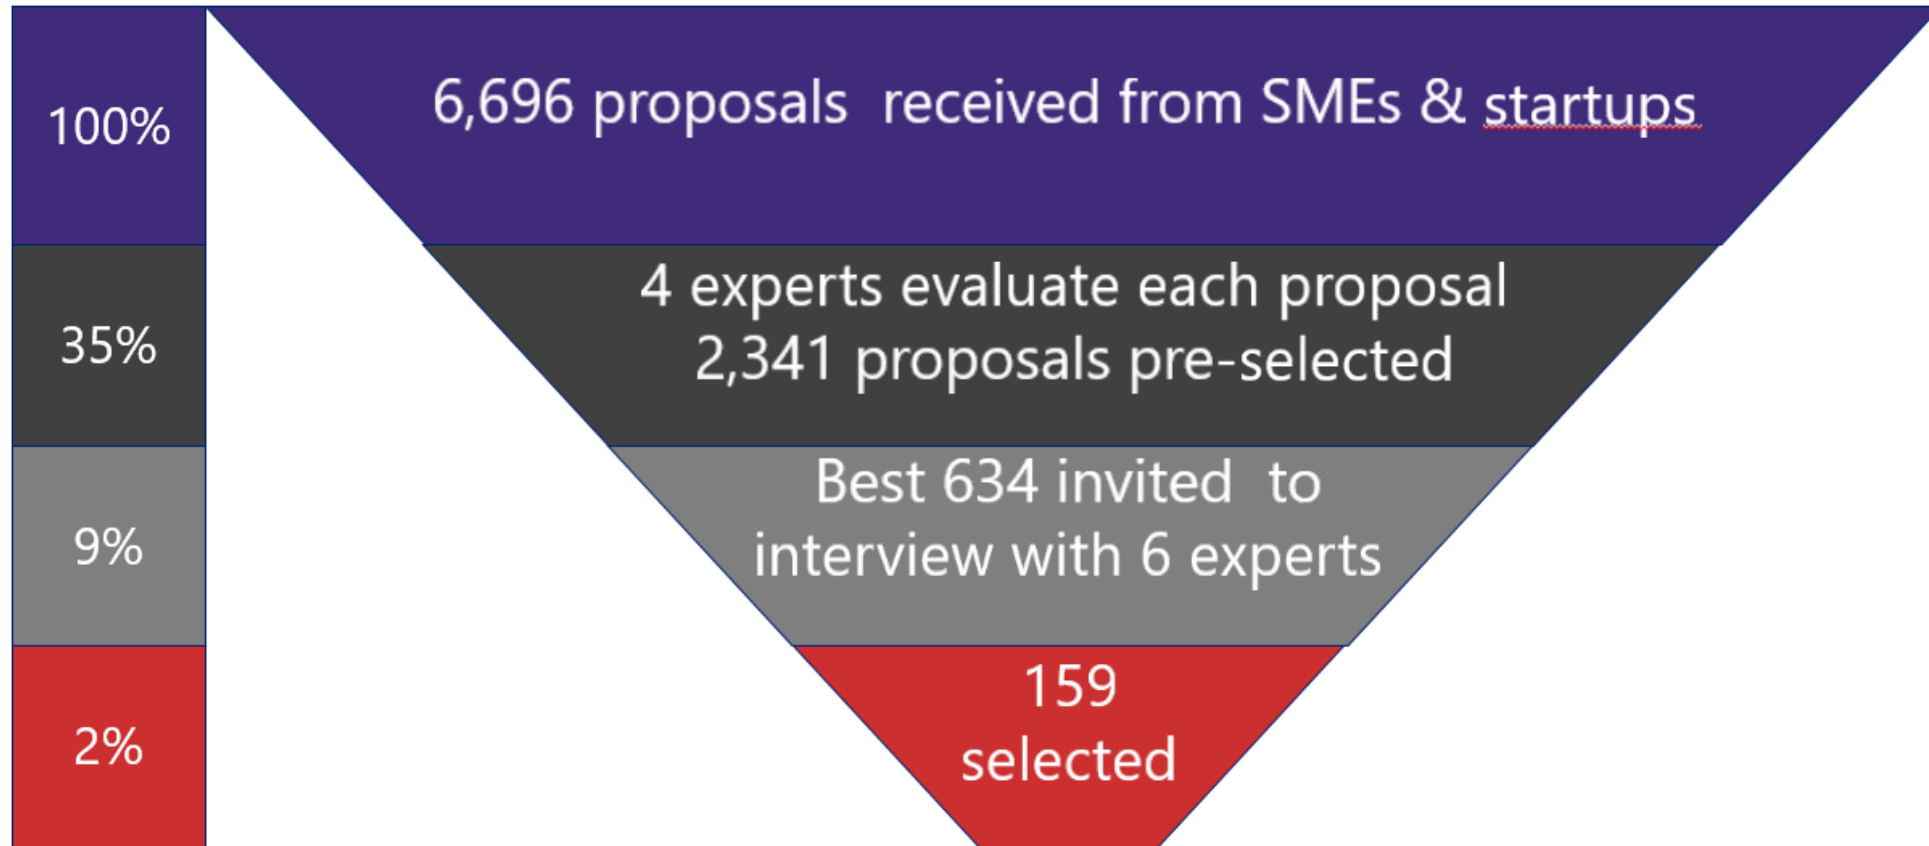 100%
6,696 proposals  received from SMEs & startups
35%
4 experts evaluate each proposal
2,341 proposals pre-selected
9%
Best 634 invited  to
interview with 6 experts
2%
159
selected